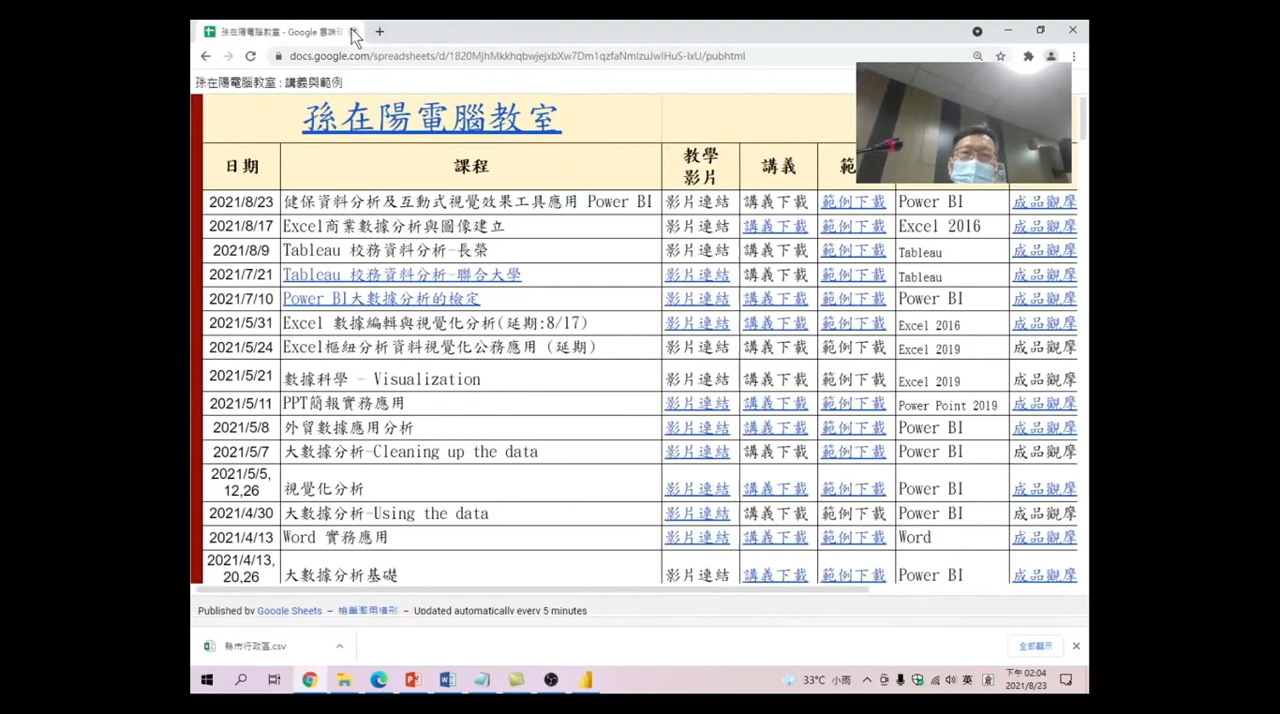 孫在陽電腦教室 - Google 雲端
docs.google.com/spreadsheets/d/1820MjhMkkhqbwjejxbXw7Dm1qzfaNmizuJwlHuS-IxU/pubhtml
孫在陽電腦教室 : 講義與範例
孫在陽電腦教室
日期 課程 教學影片 講義 範
2021/8/23 健保資料分析及互動式視覺效果工具應用 Power BI 影片連結 講義下載 範例下載 Power BI 成品觀摩
2021/8/17 Excel商業數據分析與圖像建立 影片連結 講義下載 範例下載 Excel 2016 成品觀摩
2021/8/9 Tableau 校務資料分析-長榮 影片連結 講義下載 範例下載 Tableau 成品觀摩
2021/7/21 Tableau 校務資料分析-聯合大學 影片連結 講義下載 範例下載 Tableau 成品觀摩
2021/7/10 Power BI大數據分析的檢定 影片連結 講義下載 範例下載 Power BI 成品觀摩
2021/5/31 Excel 數據編輯與視覺化分析(延期:8/17) 影片連結 講義下載 範例下載 Excel 2016 成品觀摩
2021/5/24 Excel樞紐分析資料視覺化公務應用 (延期) 影片連結 講義下載 範例下載 Excel 2019 成品觀摩
2021/5/21 數據科學 - Visualization 影片連結 講義下載 範例下載 Excel 2019 成品觀摩
2021/5/11 PPT簡報實務應用 影片連結 講義下載 範例下載 Power Point 2019 成品觀摩
2021/5/8 外貿數據應用分析 影片連結 講義下載 範例下載 Power BI 成品觀摩
2021/5/7 大數據分析-Cleaning up the data 影片連結 講義下載 範例下載 Power BI 成品觀摩
2021/5/5, 12,26 視覺化分析 影片連結 講義下載 範例下載 Power BI 成品觀摩
2021/4/30 大數據分析-Using the data 影片連結 講義下載 範例下載 Power BI 成品觀摩
2021/4/13 Word 實務應用 影片連結 講義下載 範例下載 Word 成品觀摩
2021/4/13, 20,26 大數據分析基礎 影片連結 講義下載 範例下載 Power BI 成品觀摩
Published by Google Sheets – 檢舉濫用情形 – Updated automatically every 5 minutes
縣市行政區.csv 全部顯示
33°C 小雨 英 下午 02:04
2021/8/23